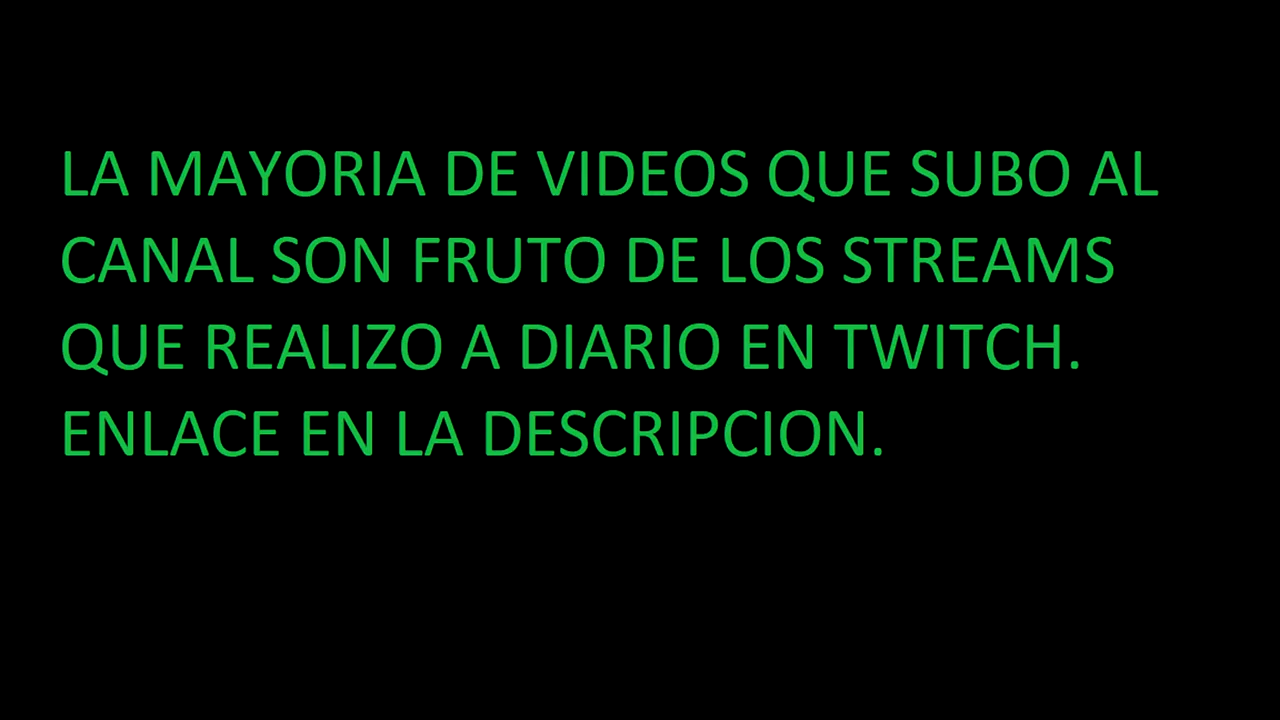 LA MAYORIA DE VIDEOS QUE SUBO AL
CANAL SON FRUTO DE LOS STREAMS
QUE REALIZO A DIARIO EN TWITCH.
ENLACE EN LA DESCRIPCION.